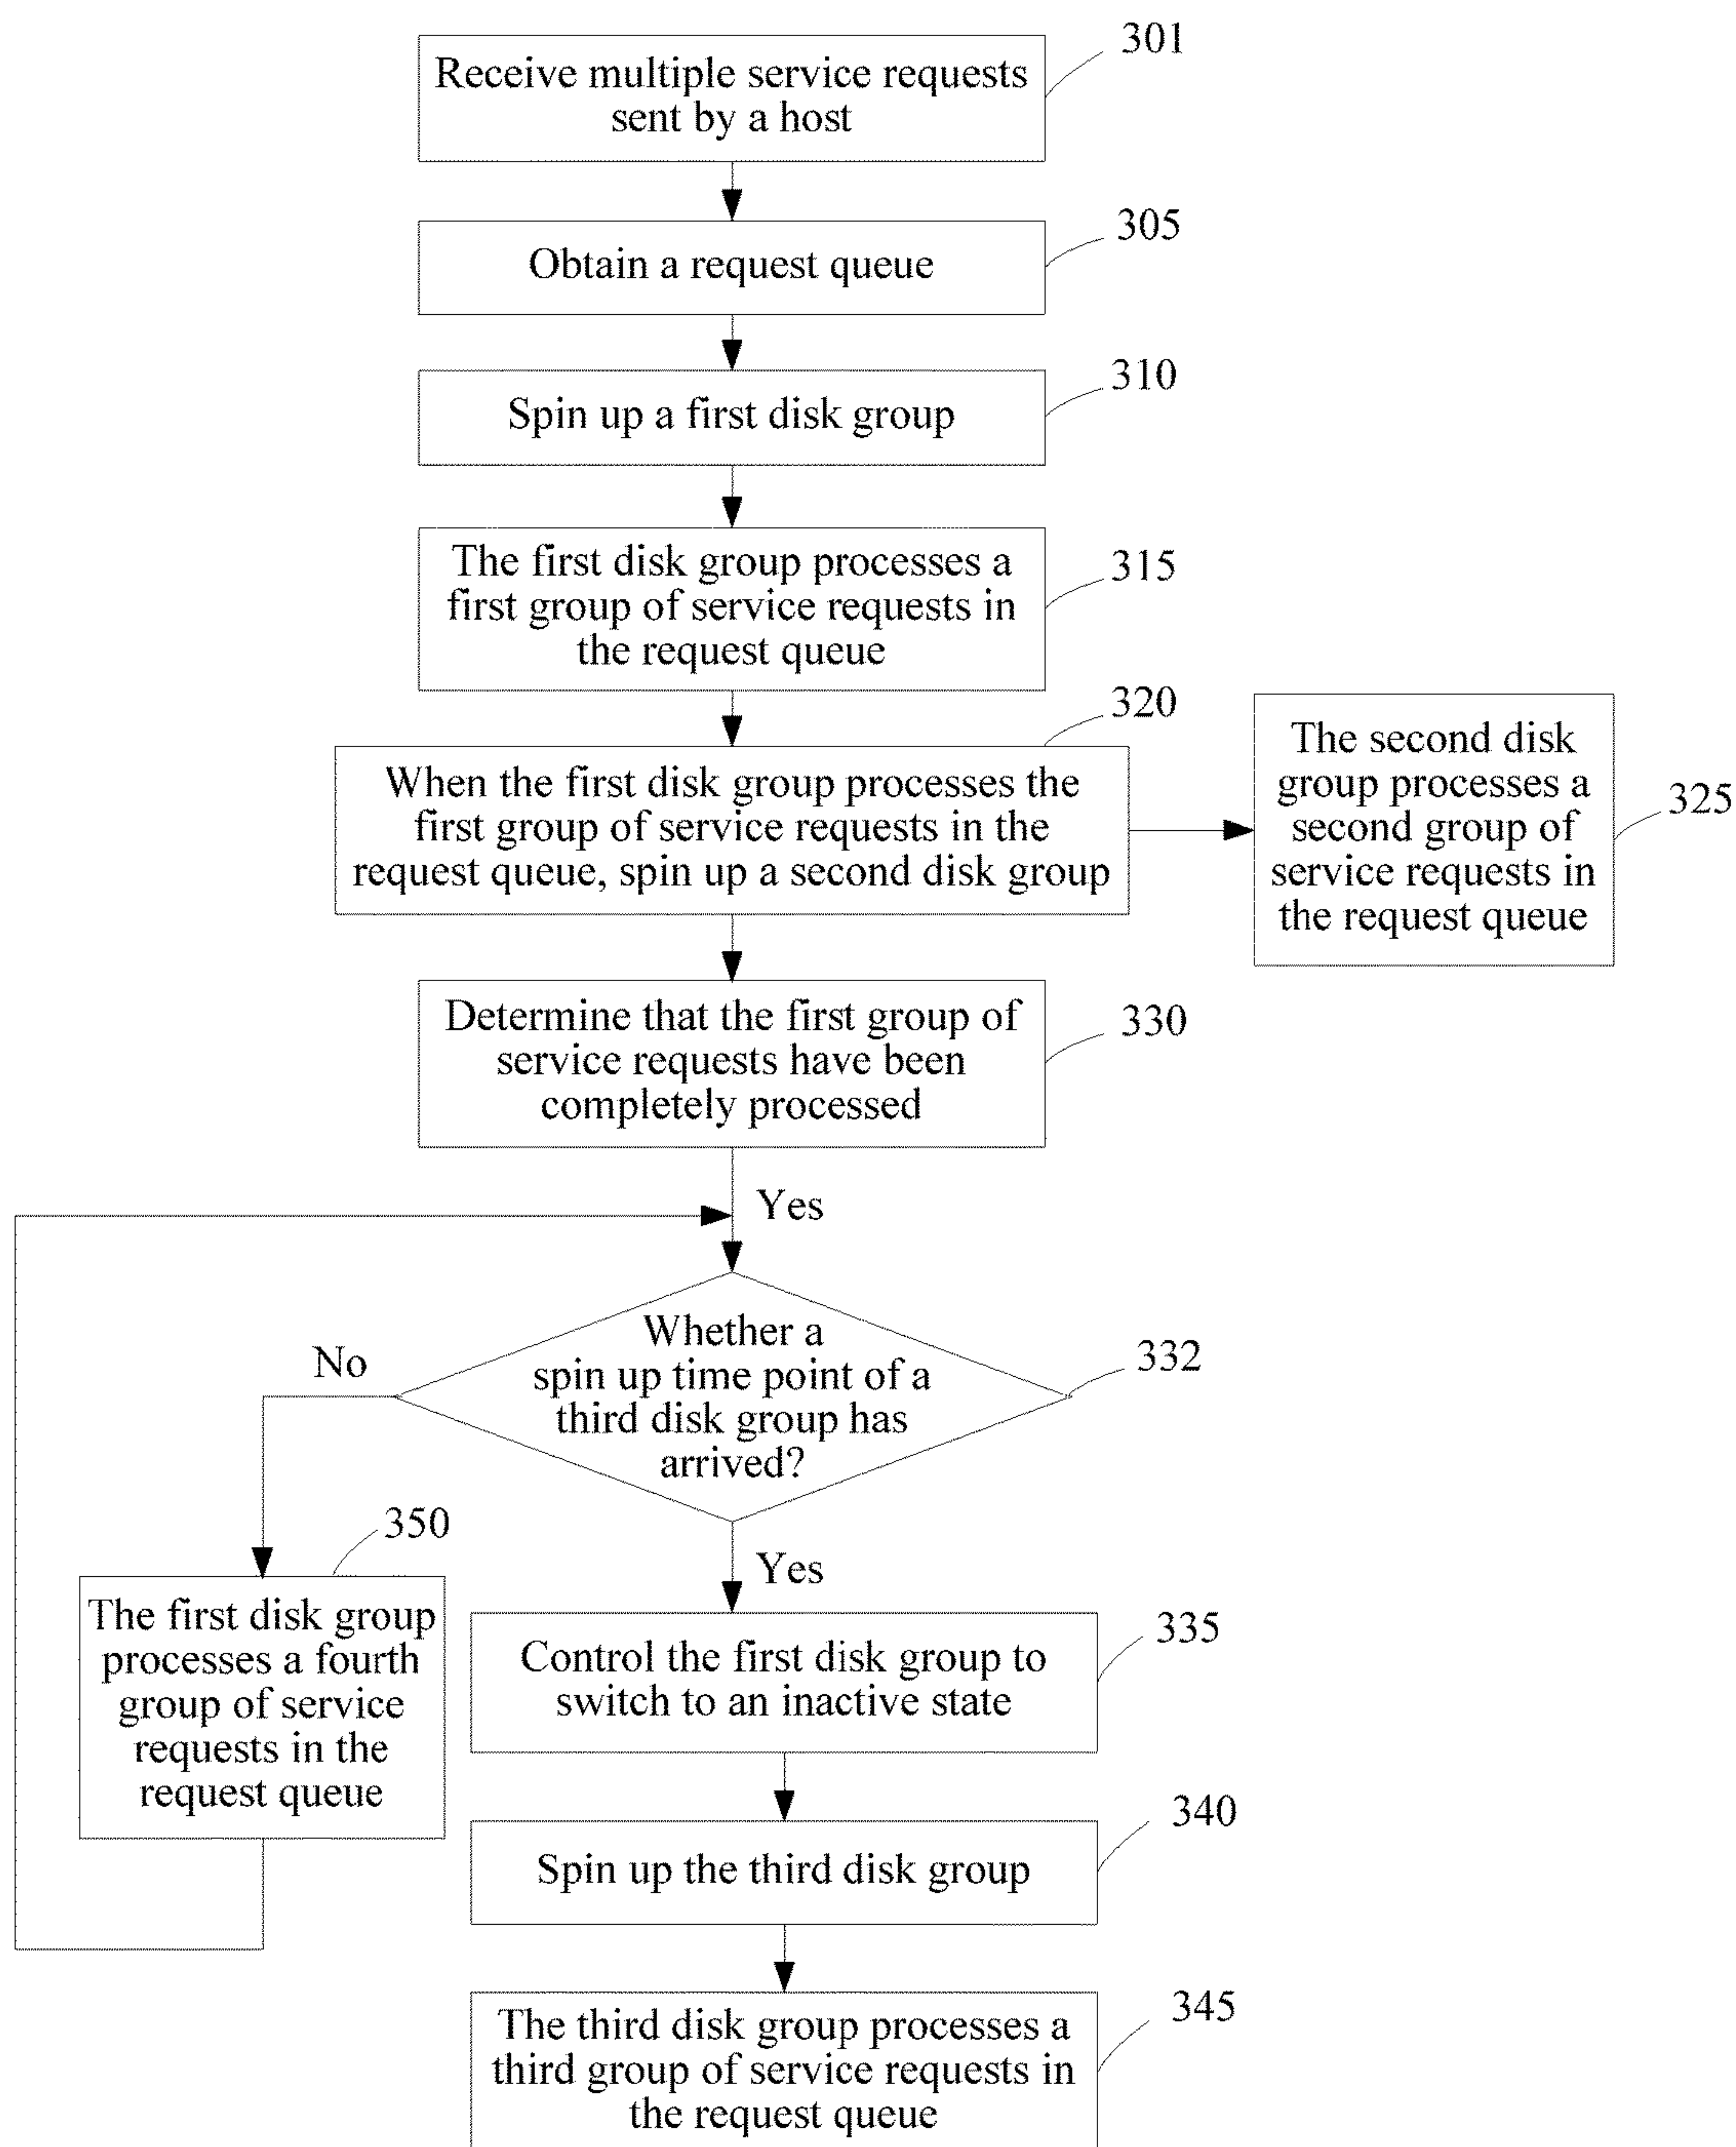 Receive multiple service requests
sent by a host
301
Obtain a request queue
305
Spin up a first disk group
310
The first disk group processes a
first group of service requests in
the request queue
315
When the first disk group processes the
first group of service requests in the
request queue, spin up a second disk group
320
The second disk
group processes a
second group of
service requests in
the request queue
325
Determine that the first group of
service requests have been
completely processed
330
Yes
Whether a
spin up time point of a
third disk group has
arrived?
332
No
Yes
350
The first disk group
processes a fourth
group of service
requests in the
request queue
Control the first disk group to
switch to an inactive state
335
Spin up the third disk group
340
The third disk group processes a
third group of service requests in
the request queue
345